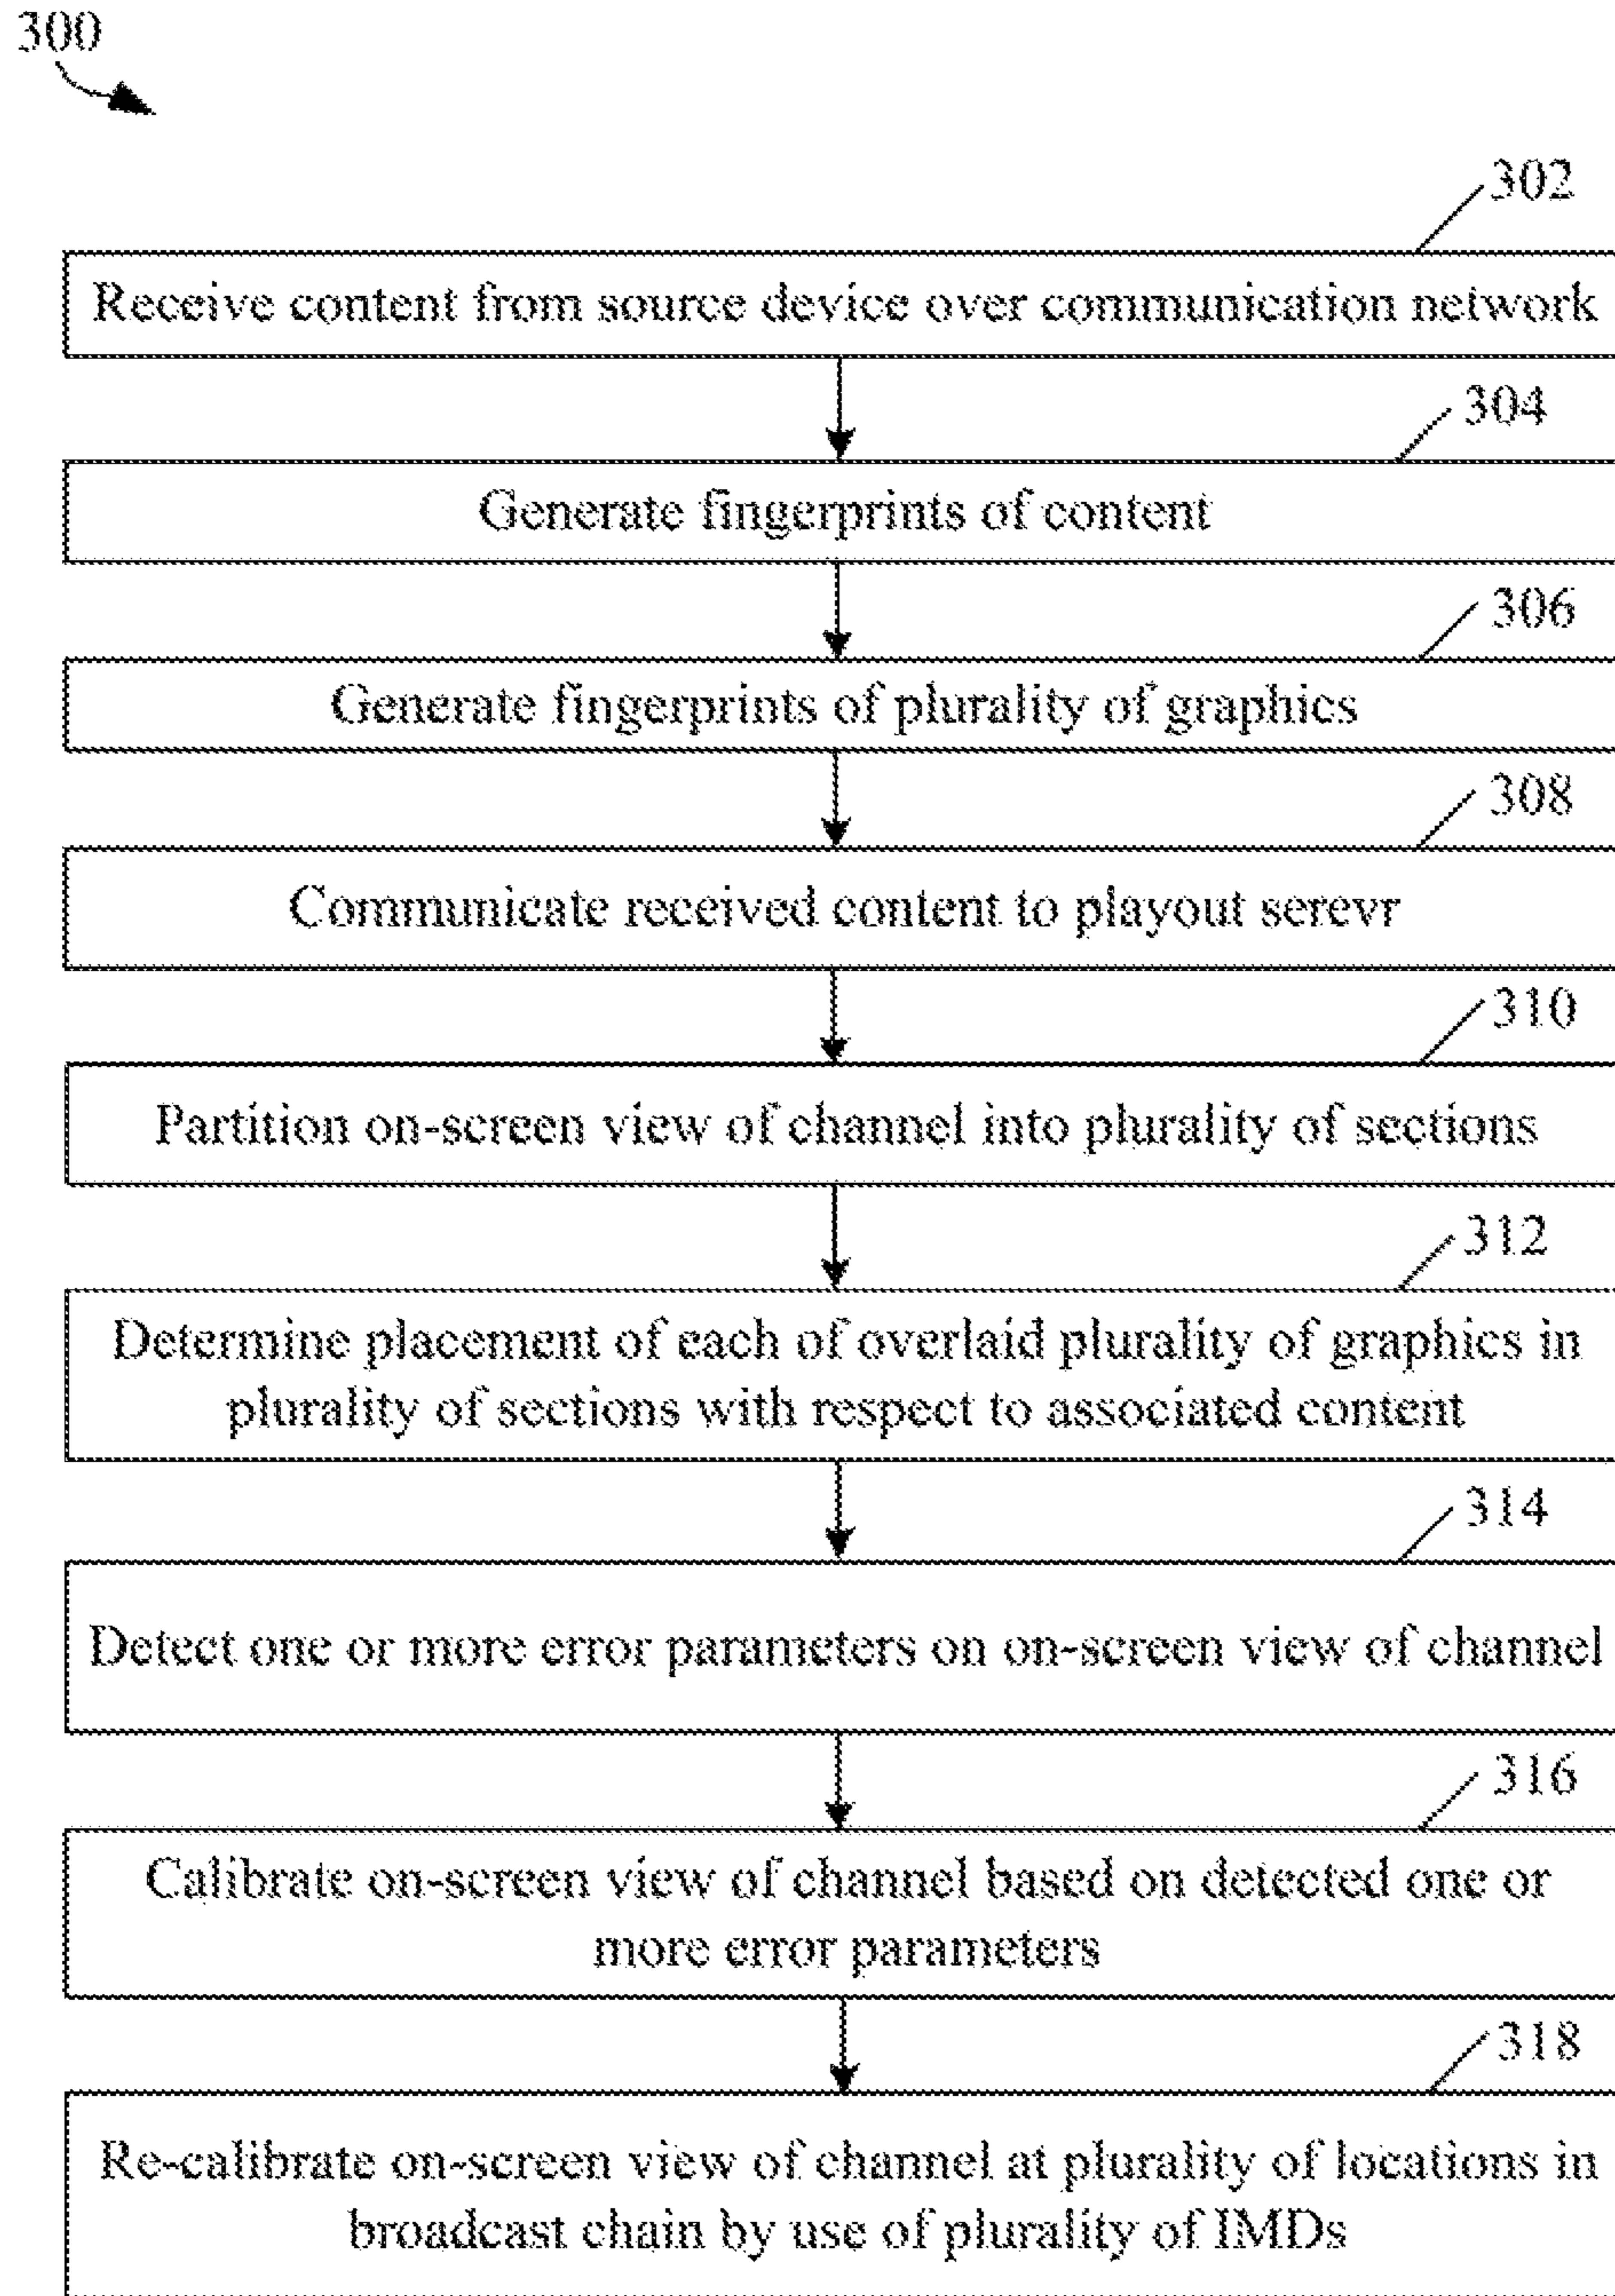 300
302
Receive content from source device over communication network
304
Generate fingerprints of content
306
Generate fingerprints of plurality of graphics
308
Communicate received content to playout serevr
310
Partition on-screen view of channel into plurality of sections
312
Determine placement of each of overlaid plurality of graphics in
plurality of sections with respect to associated content
314
Detect one or more error parameters on on-screen view of channel
316
Calibrate on-screen view of channel based on detected one or
more error parameters
318
Re-calibrate on-screen view of channel at plurality of locations in
broadcast chain by use of plurality of IMDs